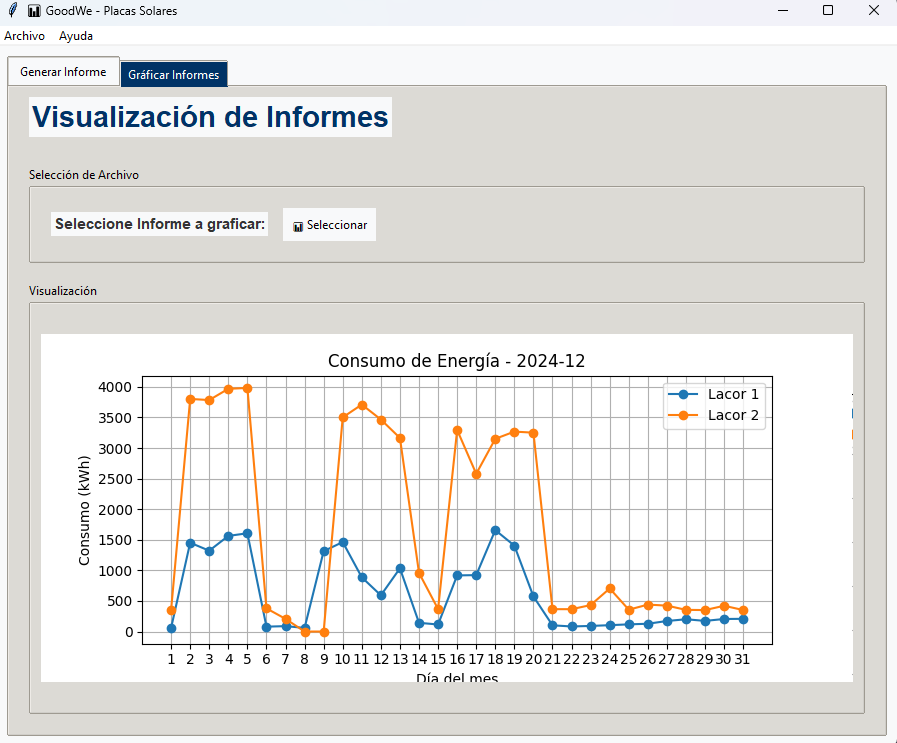 GoodWe - Placas Solares
Archivo Ayuda
Generar Informe Gráficar Informes
Visualización de Informes
Selección de Archivo
Seleccione Informe a graficar: Seleccionar
Visualización
Consumo de Energía - 2024-12
Lacor 1
Lacor 2
Consumo (kWh)
4000
3500
3000
2500
2000
1500
1000
500
0
1 2 3 4 5 6 7 8 9 10 11 12 13 14 15 16 17 18 19 20 21 22 23 24 25 26 27 28 29 30 31
Día del mes